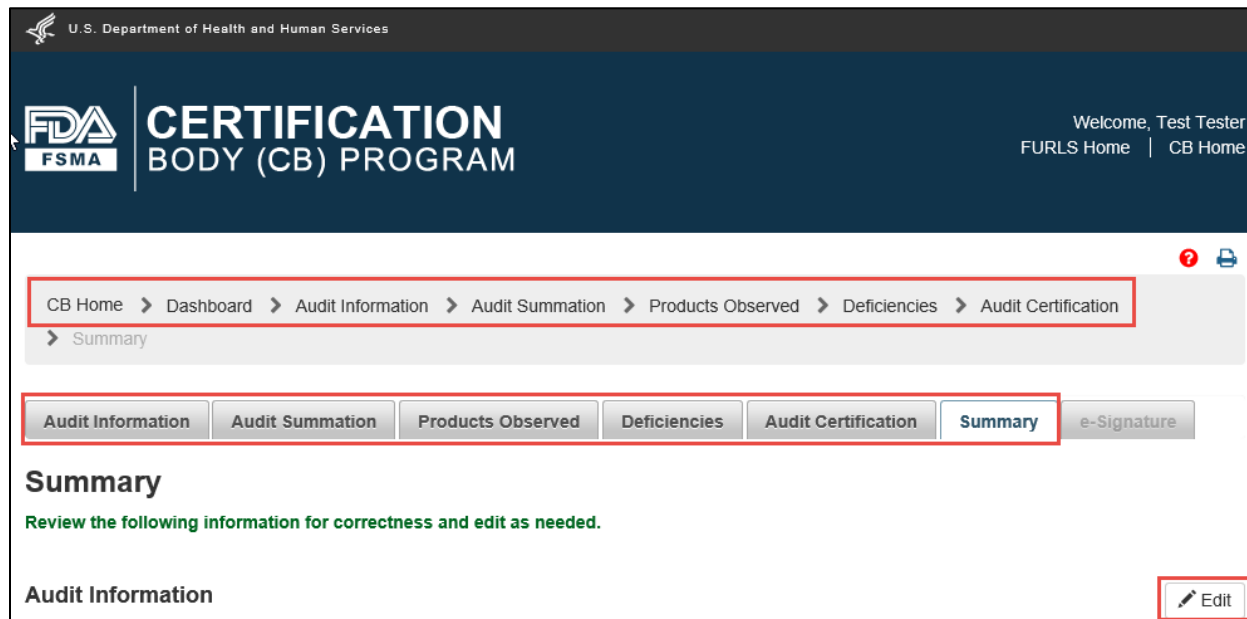 U.S. Department of Health and Human Services
FDA
FSMA
CERTIFICATION
BODY (CB) PROGRAM
Welcome, Test Tester
FURLS Home | CB Home
?
CB Home > Dashboard > Audit Information > Audit Summation > Products Observed > Deficiencies > Audit Certification
> Summary
Audit Information Audit Summation Products Observed Deficiencies Audit Certification Summary e-Signature
Summary
Review the following information for correctness and edit as needed.
Audit Information Edit